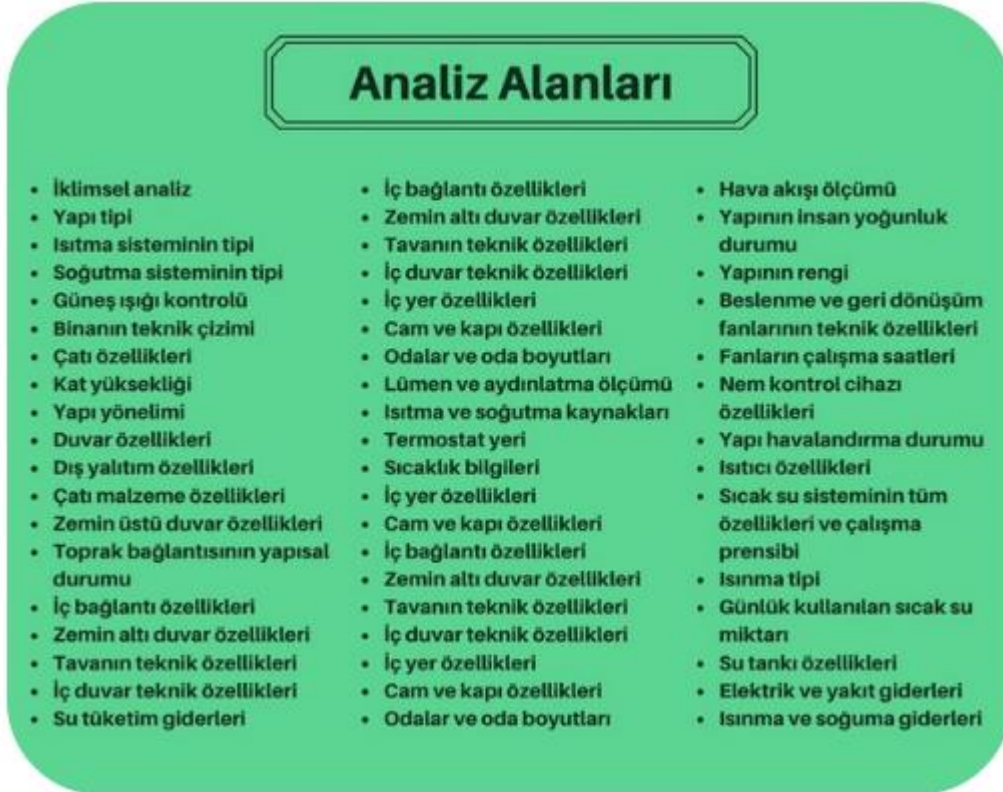 Analiz Alanları
• İklimsel analiz
• Yapı tipi
• Isıtma sisteminin tipi
• Soğutma sisteminin tipi
• Güneş ışığı kontrolü
• Binanın teknik çizimi
• Çatı özellikleri
• Kat yüksekliği
• Yapı yönelimi
• Duvar özellikleri
• Dış yalıtım özellikleri
• Çatı malzeme özellikleri
• Zemin üstü duvar özellikleri
• Toprak bağlantısının yapısal
durumu
• İç bağlantı özellikleri
• Zemin altı duvar özellikleri
• Tavanın teknik özellikleri
• İç duvar teknik özellikleri
• Su tüketim giderleri
• İç bağlantı özellikleri
• Zemin altı duvar özellikleri
• Tavanın teknik özellikleri
• İç duvar teknik özellikleri
• İç yer özellikleri
• Cam ve kapı özellikleri
• Odalar ve oda boyutları
• Lümen ve aydınlatma ölçümü
• Isıtma ve soğutma kaynakları
• Termostat yeri
• Sıcaklık bilgileri
• İç yer özellikleri
• Cam ve kapı özellikleri
• İç bağlantı özellikleri
• Zemin altı duvar özellikleri
• Tavanın teknik özellikleri
• İç duvar teknik özellikleri
• İç yer özellikleri
• Cam ve kapı özellikleri
• Odalar ve oda boyutları
• Hava akışı ölçümü
• Yapının insan yoğunluk
durumu
• Yapının rengi
• Beslenme ve geri dönüşüm
fanlarının teknik özellikleri
• Fanların çalışma saatleri
• Nem kontrol cihazı
özellikleri
• Yapı havalandırma durumu
• Isıtıcı özellikleri
• Sıcak su sisteminin tüm
özellikleri ve çalışma
prensibi
• Isınma tipi
• Günlük kullanılan sıcak su
miktarı
• Su tankı özellikleri
• Elektrik ve yakıt giderleri
• Isınma ve soğuma giderleri